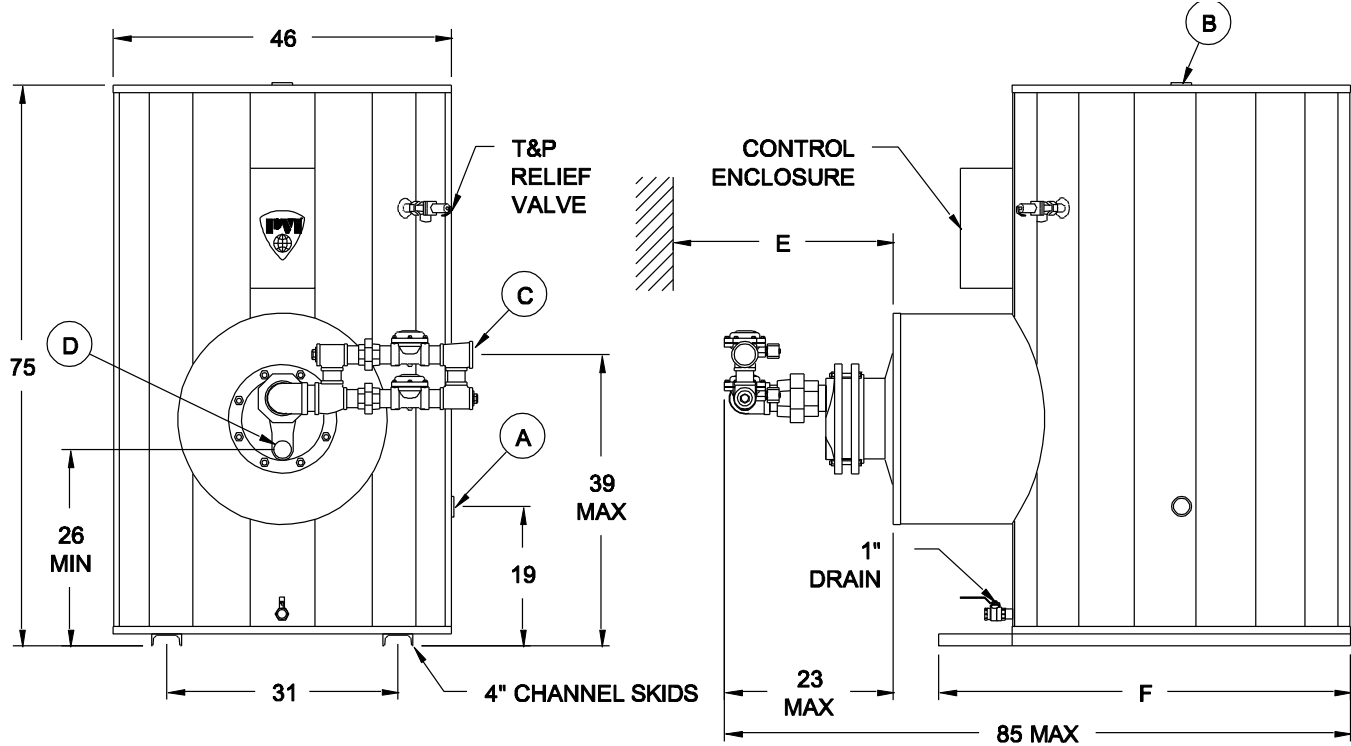 46
B
T&P
RELIEF
VALVE
CONTROL
ENCLOSURE
E
C
D
75
A
39
MAX
26
MIN
19
1"
DRAIN
31
4" CHANNEL SKIDS
23
MAX
F
85 MAX